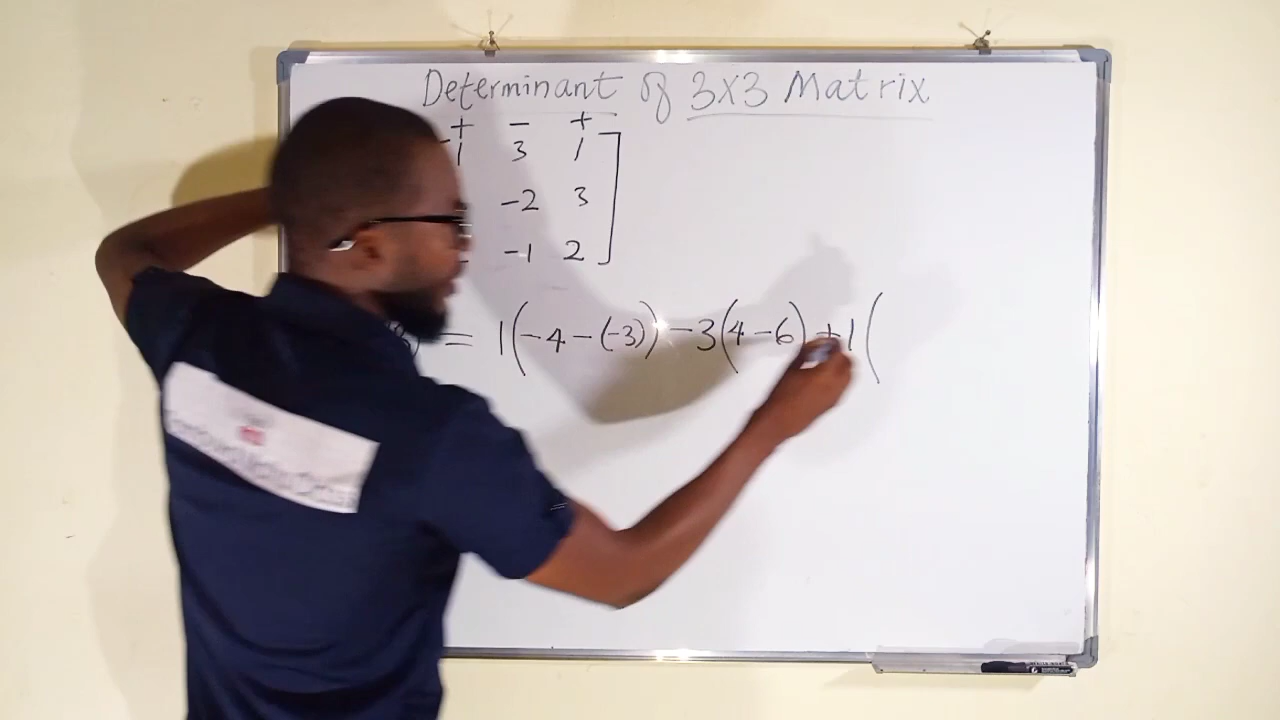 Determinant of 3x3 Matrix
+ - +
1 3 1
-2 3
-1 2
= 1(-4-(-3)) -3(4-6) +1(